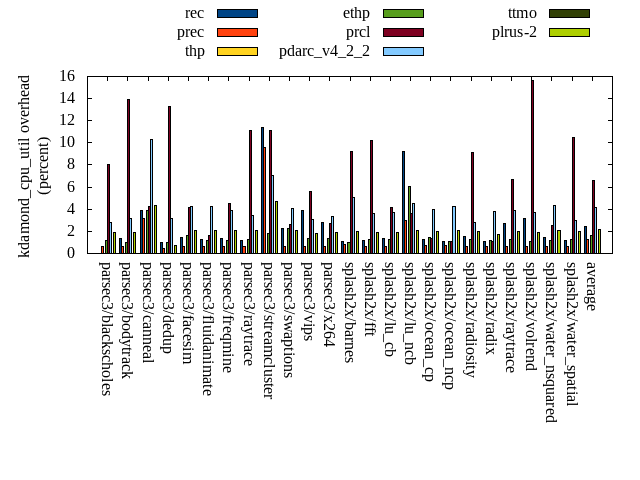 rec ethp ttmo
prec prcl plrus-2
thp pdarc_v4_2_2
kdamond_cpu_util overhead
(percent)
16
14
12
10
8
6
4
2
0
parsec3/blackscholes
parsec3/bodytrack
parsec3/canneal
parsec3/dedup
parsec3/facesim
parsec3/fluidanimate
parsec3/freqmine
parsec3/raytrace
parsec3/streamcluster
parsec3/swaptions
parsec3/vips
parsec3/x264
splash2x/barnes
splash2x/fft
splash2x/lu_cb
splash2x/lu_ncb
splash2x/ocean_cp
splash2x/ocean_ncp
splash2x/radiosity
splash2x/radix
splash2x/raytrace
splash2x/volrend
splash2x/water_nsquared
splash2x/water_spatial
average